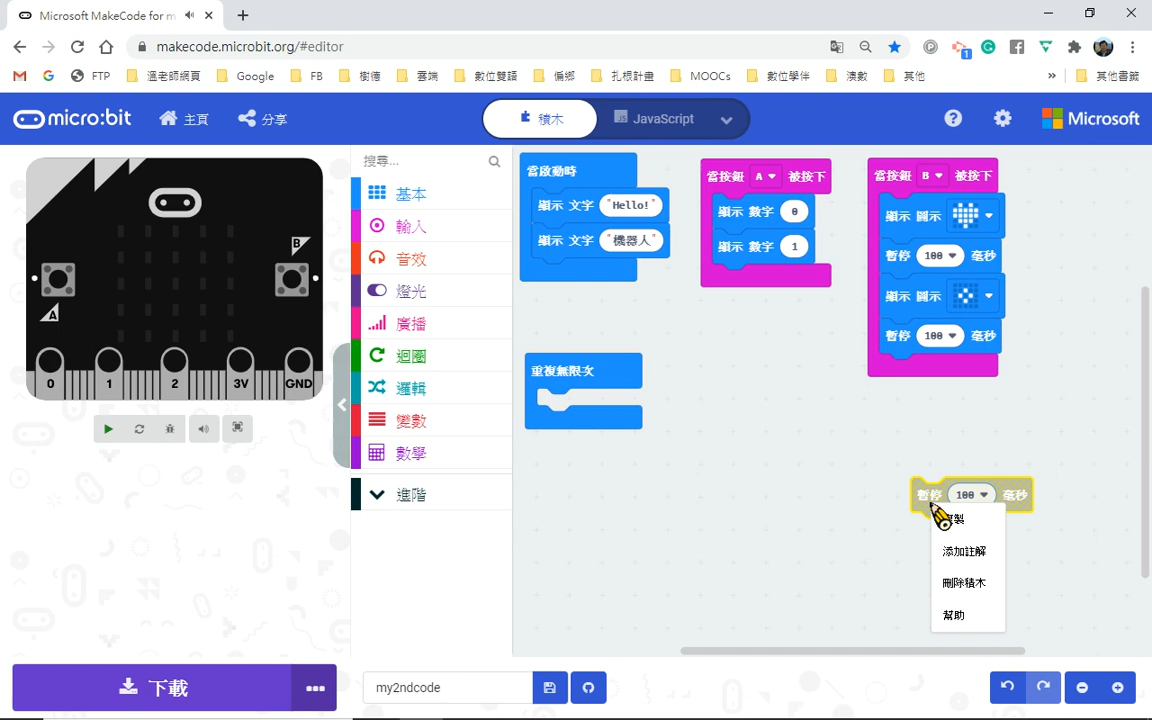 Microsoft MakeCode for m
makecode.microbit.org/#editor
FTP
溫老師網頁
Google
FB
樹德
雲端
數位雙語
偏鄉
扎根計畫
MOOCs
數位學伴
澳數
其他
»
其他書籤
micro:bit
主頁
分享
積木
JavaScript
Microsoft
搜尋...
基本
輸入
音效
燈光
廣播
迴圈
邏輯
變數
數學
進階
A
B
0
1
2
3V
GND
當啟動時
顯示 文字 "Hello!"
顯示 文字 "機器人"
當按鈕 A 被按下
顯示 數字 0
顯示 數字 1
當按鈕 B 被按下
顯示 圖示
暫停 100 毫秒
顯示 圖示
暫停 100 毫秒
重複無限次
暫停 100 毫秒
製
添加註解
刪除積木
幫助
下載
my2ndcode